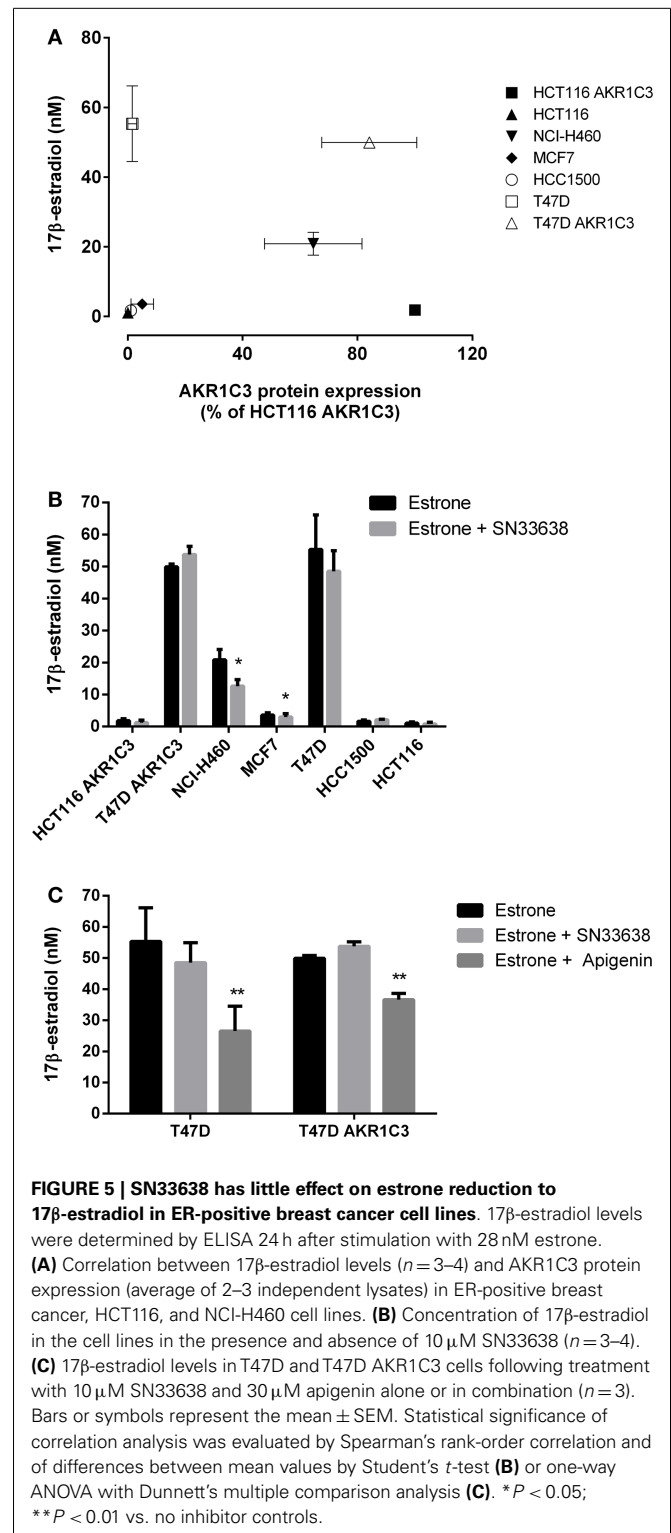 A
80
60
40
20
0
17β-estradiol (nM)
0 40 80 120
AKR1C3 protein expression
(% of HCT116 AKR1C3)
HCT116 AKR1C3
HCT116
NCI-H460
MCF7
HCC1500
T47D
T47D AKR1C3
B
70
60
50
40
30
20
10
0
17β-estradiol (nM)
Estrone
Estrone + SN33638
*
*
HCT116 AKR1C3
T47D AKR1C3
NCI-H460
MCF7
T47D
HCC1500
HCT116
C
70
60
50
40
30
20
10
0
17β-estradiol (nM)
Estrone
Estrone + SN33638
Estrone + Apigenin
**
**
T47D
T47D AKR1C3
FIGURE 5 | SN33638 has little effect on estrone reduction to
17β-estradiol in ER-positive breast cancer cell lines. 17β-estradiol levels
were determined by ELISA 24 h after stimulation with 28 nM estrone.
(A) Correlation between 17β-estradiol levels (n = 3–4) and AKR1C3 protein
expression (average of 2–3 independent lysates) in ER-positive breast
cancer, HCT116, and NCI-H460 cell lines. (B) Concentration of 17β-estradiol
in the cell lines in the presence and absence of 10 μM SN33638 (n = 3–4).
(C) 17β-estradiol levels in T47D and T47D AKR1C3 cells following treatment
with 10 μM SN33638 and 30 μM apigenin alone or in combination (n = 3).
Bars or symbols represent the mean ± SEM. Statistical significance of
correlation analysis was evaluated by Spearman's rank-order correlation and
of differences between mean values by Student's t-test (B) or one-way
ANOVA with Dunnett's multiple comparison analysis (C). *P < 0.05;
**P < 0.01 vs. no inhibitor controls.